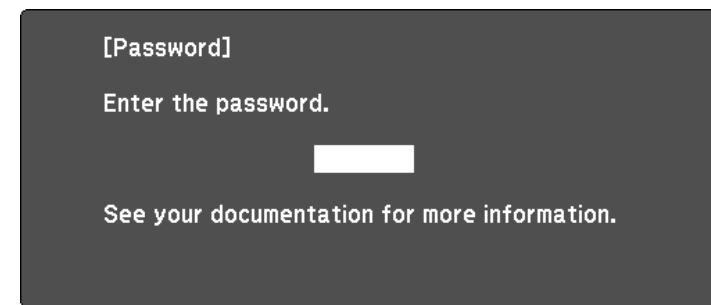 [Password]
Enter the password.
See your documentation for more information.